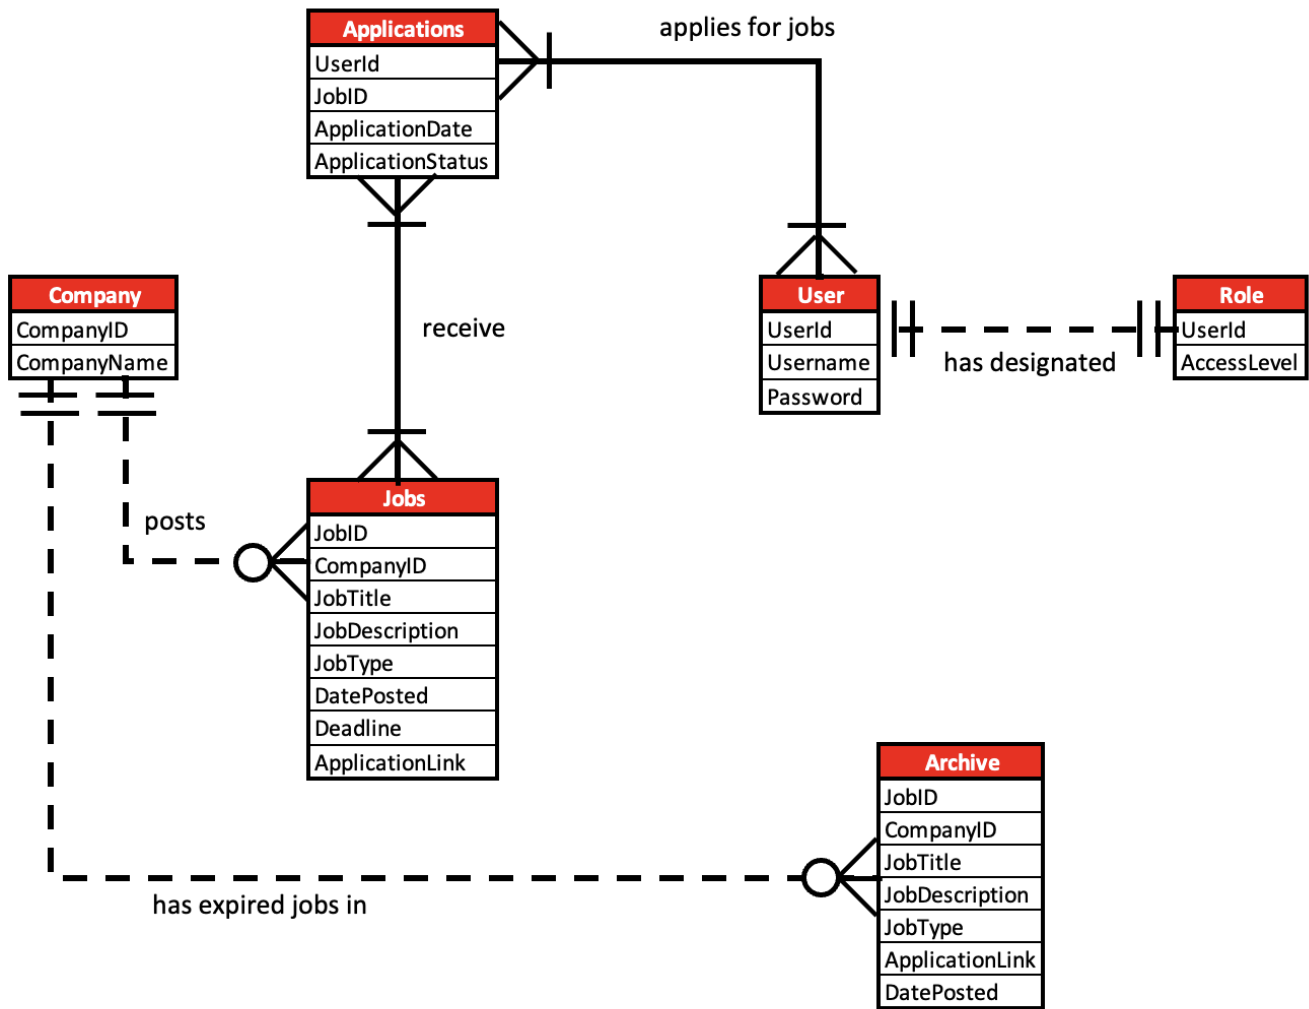 Applications
UserId
JobID
ApplicationDate
ApplicationStatus
applies for jobs
Company
CompanyID
CompanyName
receive
User
UserId
Username
Password
has designated
Role
UserId
AccessLevel
posts
Jobs
JobID
CompanyID
JobTitle
JobDescription
JobType
DatePosted
Deadline
ApplicationLink
has expired jobs in
Archive
JobID
CompanyID
JobTitle
JobDescription
JobType
ApplicationLink
DatePosted